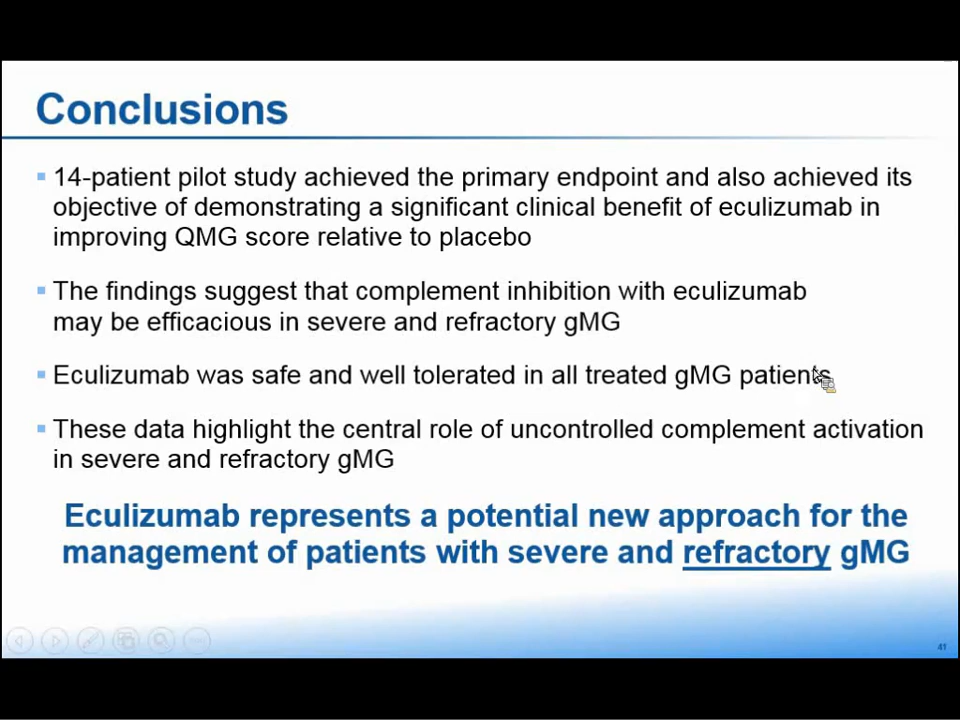 Conclusions
14-patient pilot study achieved the primary endpoint and also achieved its
objective of demonstrating a significant clinical benefit of eculizumab in
improving QMG score relative to placebo
The findings suggest that complement inhibition with eculizumab
may be efficacious in severe and refractory gMG
Eculizumab was safe and well tolerated in all treated gMG patients
These data highlight the central role of uncontrolled complement activation
in severe and refractory gMG
Eculizumab represents a potential new approach for the
management of patients with severe and refractory gMG
41